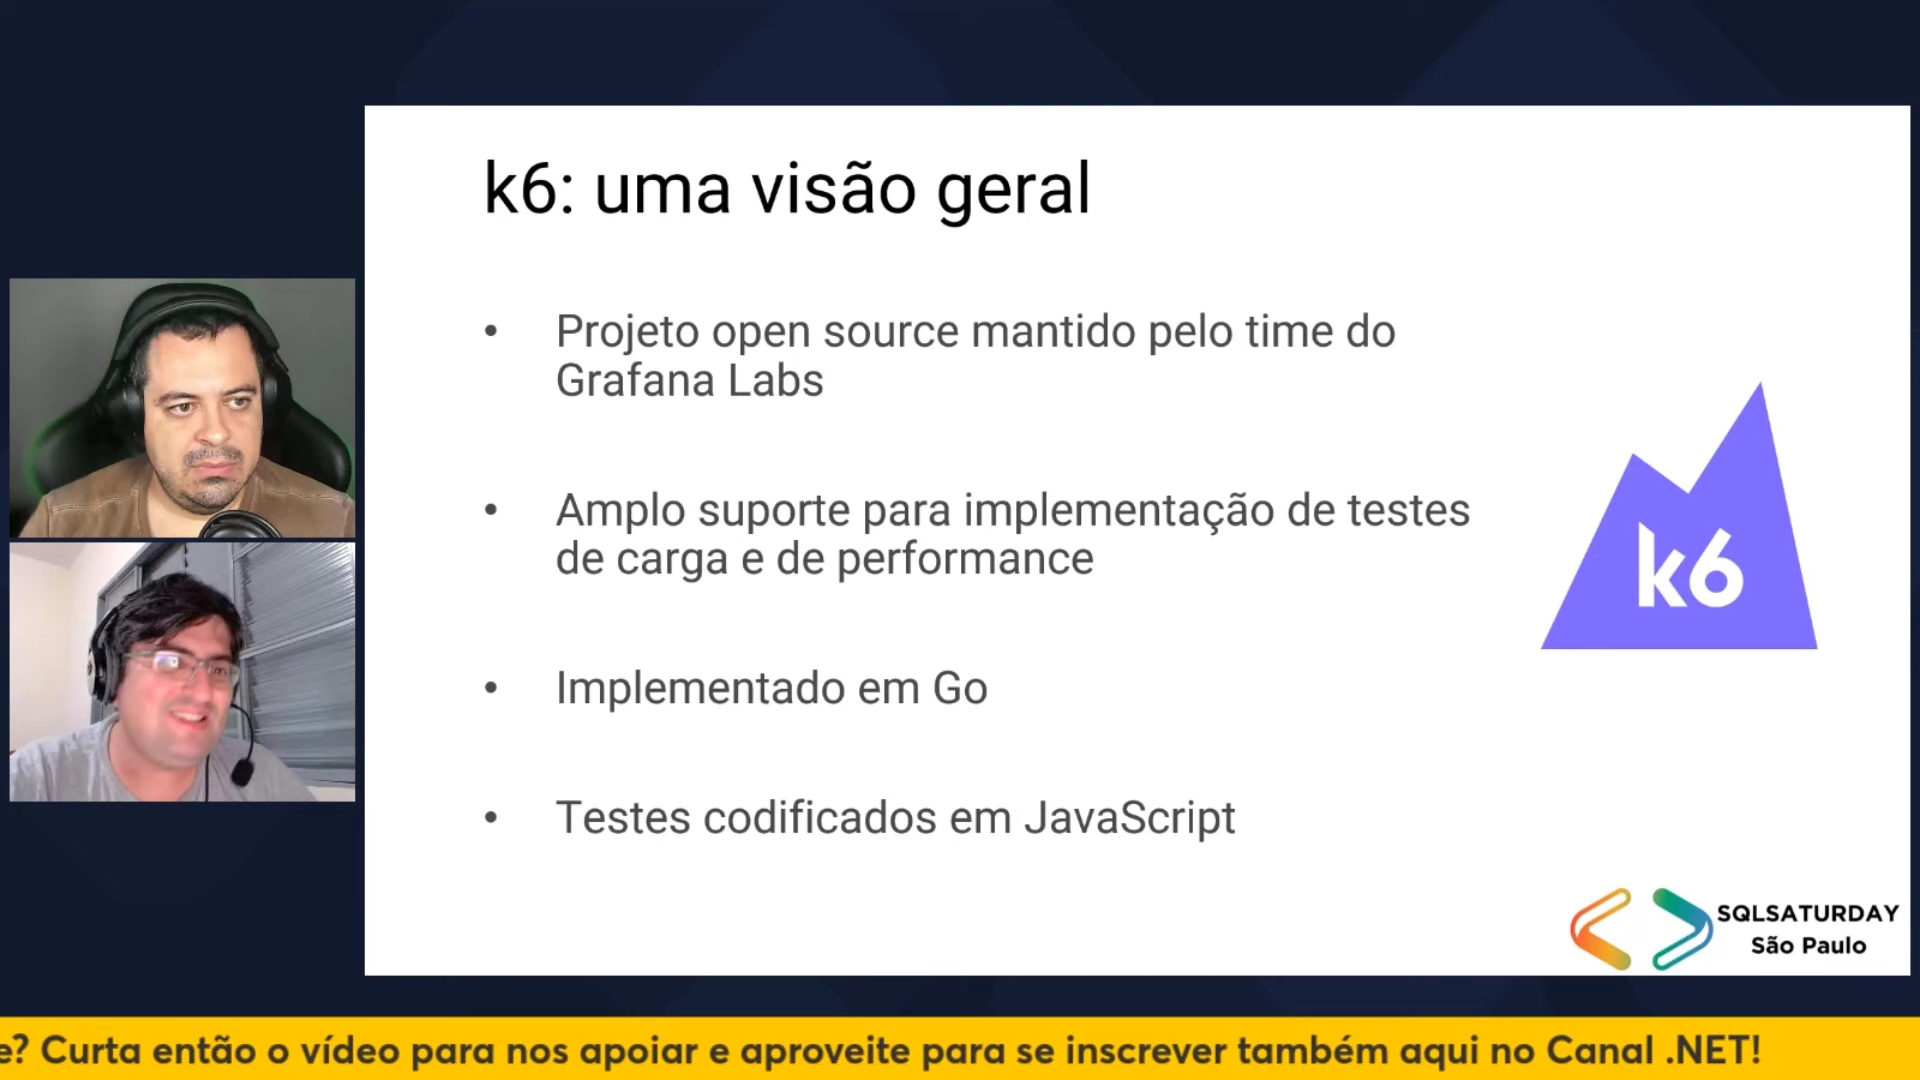 k6: uma visão geral
• Projeto open source mantido pelo time do
Grafana Labs
• Amplo suporte para implementação de testes
de carga e de performance
k6
• Implementado em Go
• Testes codificados em JavaScript
SQLSATURDAY
São Paulo
e? Curta então o vídeo para nos apoiar e aproveite para se inscrever também aqui no Canal .NET!